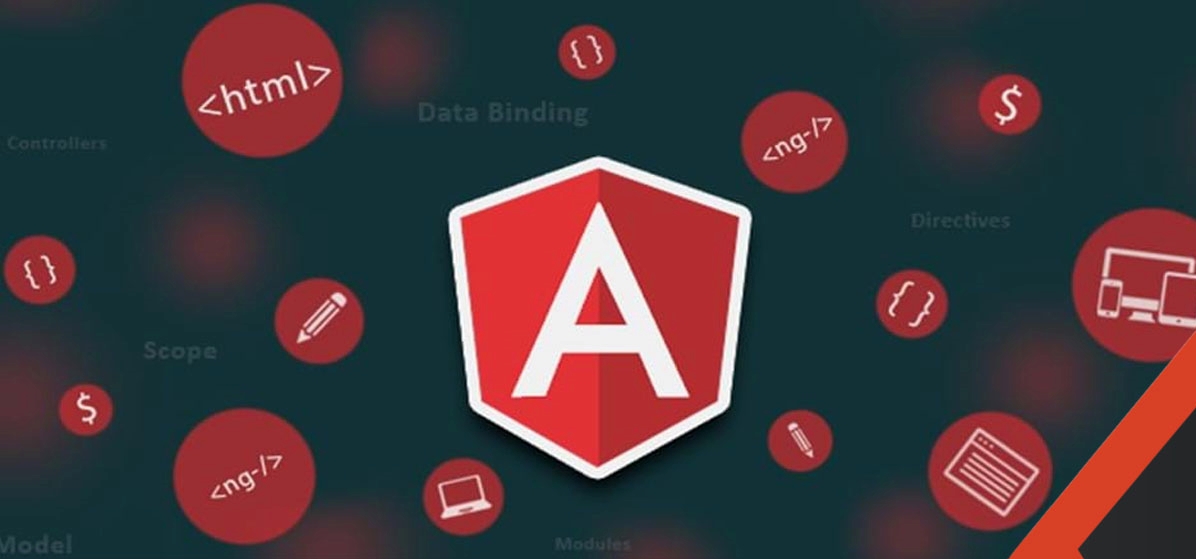 <html>
{ }
Data Binding
$
<ng-/>
Controllers
Directives
A
{ }
{ }
Scope
$
<ng-/>
Model
Modules